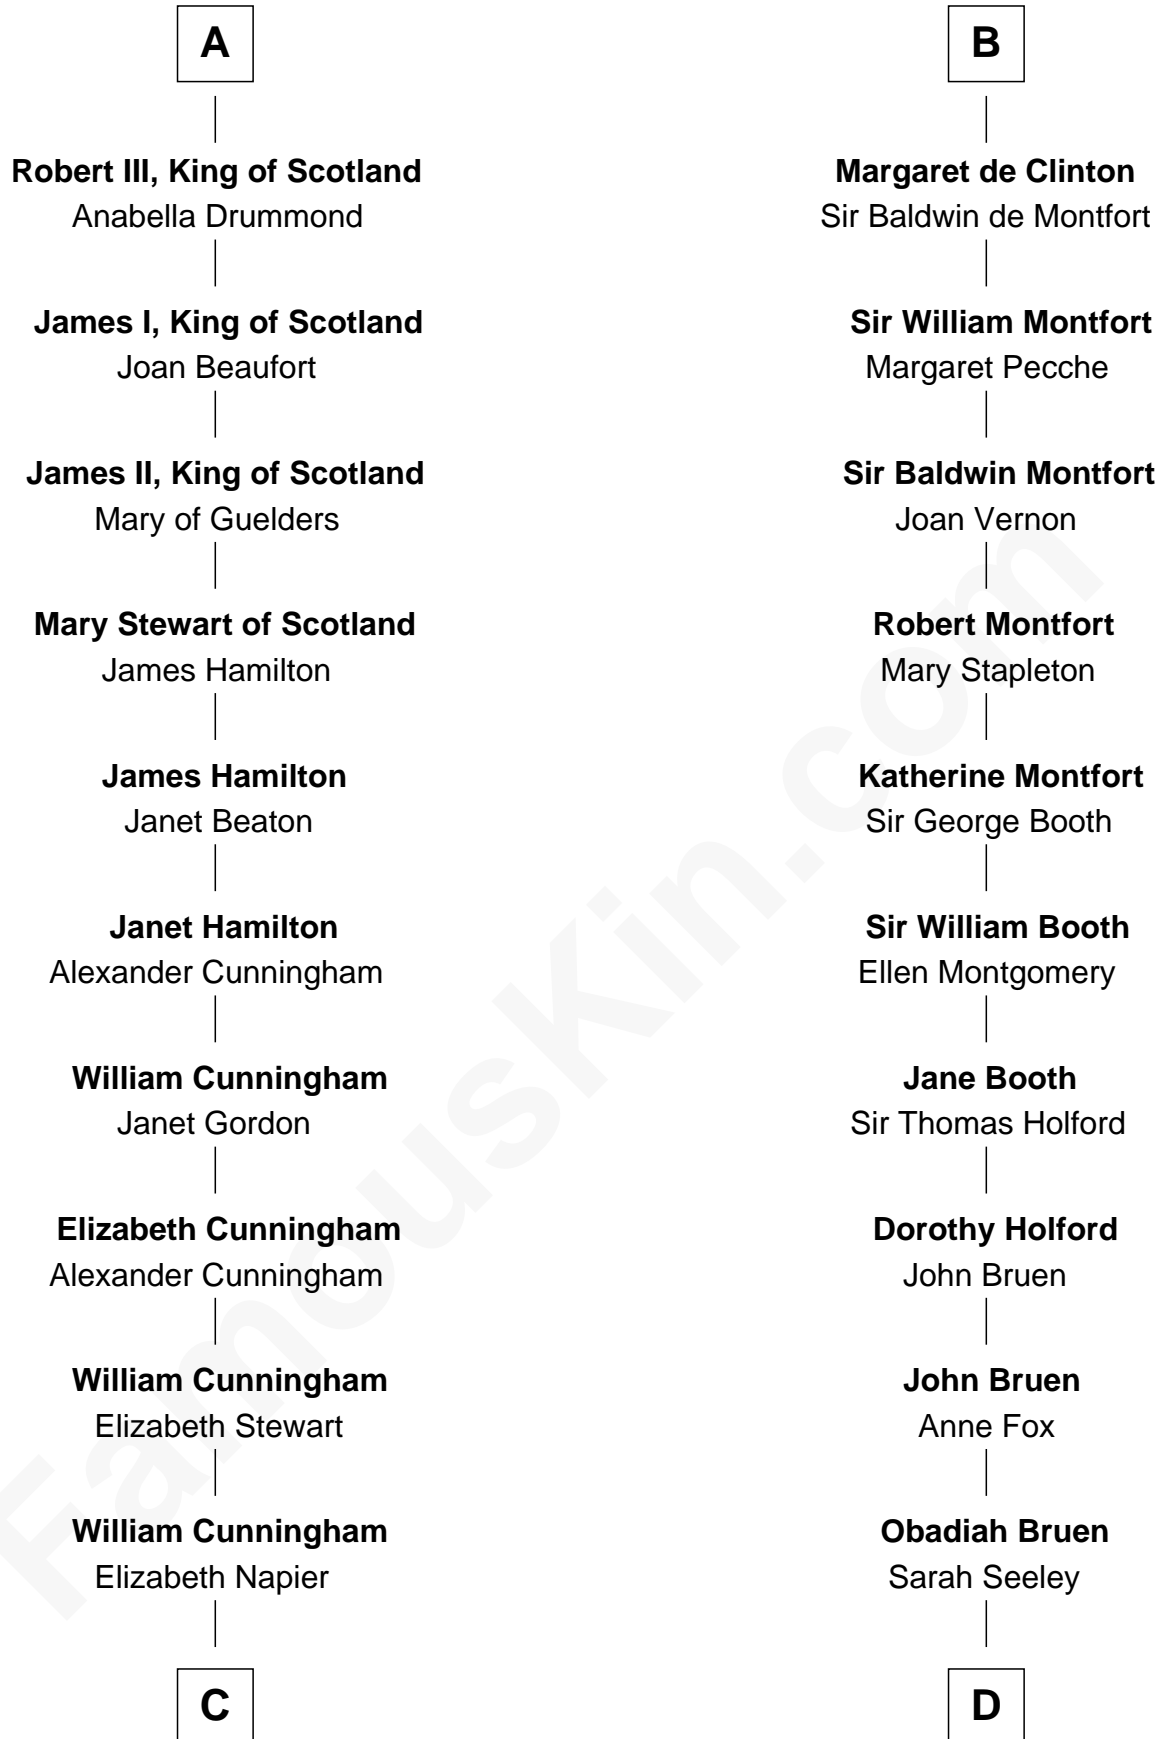 A
Robert III, King of Scotland
Anabella Drummond
James I, King of Scotland
Joan Beaufort
James II, King of Scotland
Mary of Guelders
Mary Stewart of Scotland
James Hamilton
James Hamilton
Janet Beaton
Janet Hamilton
Alexander Cunningham
William Cunningham
Janet Gordon
Elizabeth Cunningham
Alexander Cunningham
William Cunningham
Elizabeth Stewart
William Cunningham
Elizabeth Napier
C
B
Margaret de Clinton
Sir Baldwin de Montfort
Sir William Montfort
Margaret Pecche
Sir Baldwin Montfort
Joan Vernon
Robert Montfort
Mary Stapleton
Katherine Montfort
Sir George Booth
Sir William Booth
Ellen Montgomery
Jane Booth
Sir Thomas Holford
Dorothy Holford
John Bruen
John Bruen
Anne Fox
Obadiah Bruen
Sarah Seeley
D
FamousKin.com